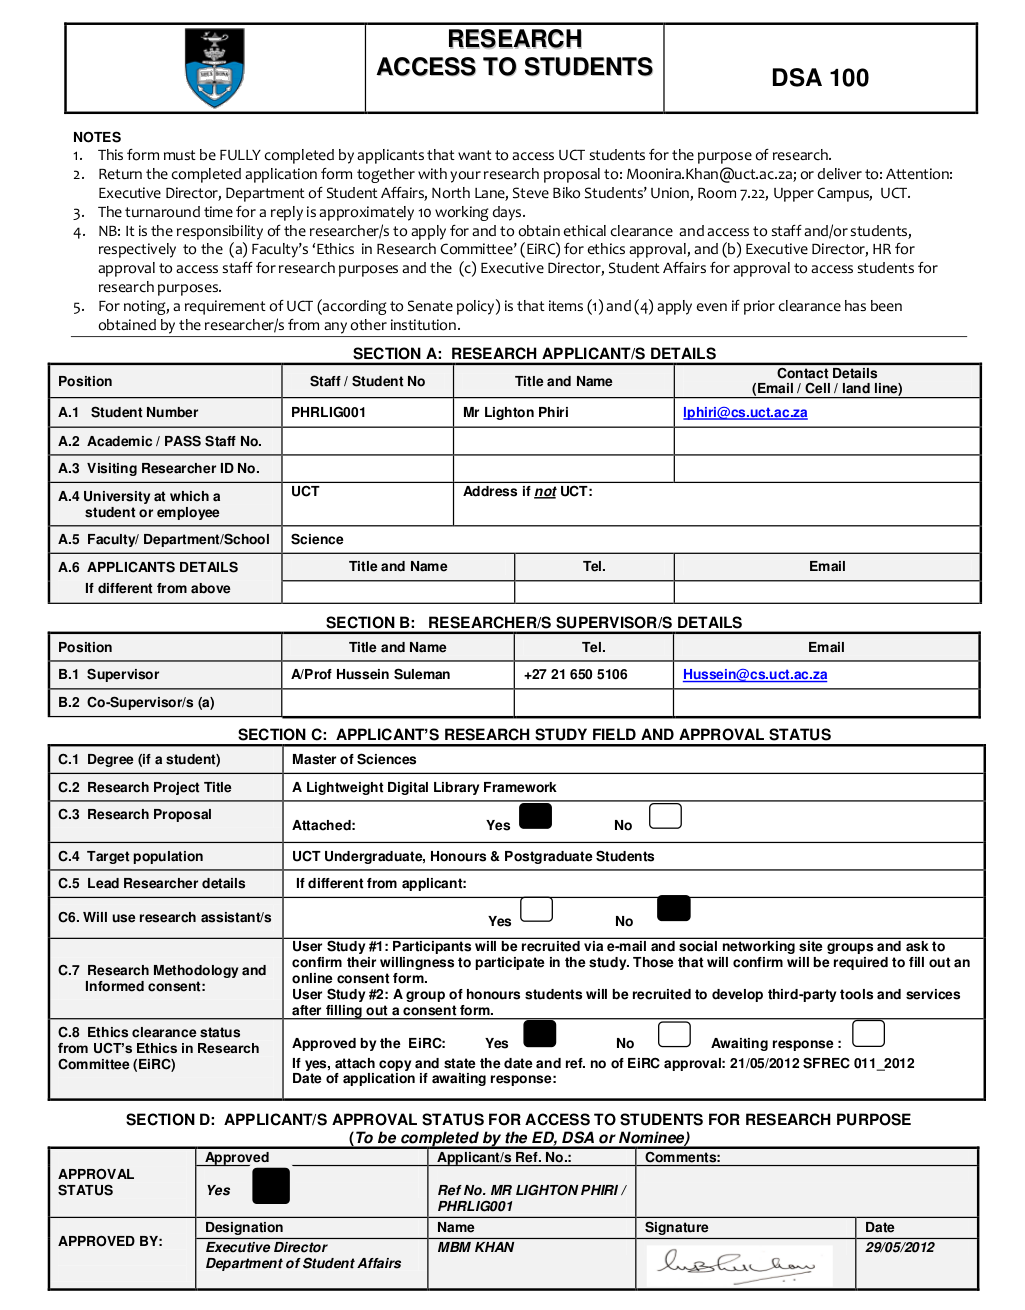 RESEARCH
ACCESS TO STUDENTS
DSA 100
NOTES
1. This form must be FULLY completed by applicants that want to access UCT students for the purpose of research.
2. Return the completed application form together with your research proposal to: Moonira.Khan@uct.ac.za; or deliver to: Attention:
Executive Director, Department of Student Affairs, North Lane, Steve Biko Students' Union, Room 7.22, Upper Campus, UCT.
3. The turnaround time for a reply is approximately 10 working days.
4. NB: It is the responsibility of the researcher/s to apply for and to obtain ethical clearance and access to staff and/or students,
respectively to the (a) Faculty's 'Ethics in Research Committee' (EiRC) for ethics approval, and (b) Executive Director, HR for
approval to access staff for research purposes and the (c) Executive Director, Student Affairs for approval to access students for
research purposes.
5. For noting, a requirement of UCT (according to Senate policy) is that items (1) and (4) apply even if prior clearance has been
obtained by the researcher/s from any other institution.
SECTION A: RESEARCH APPLICANT/S DETAILS
Position Staff / Student No Title and Name Contact Details
(Email / Cell / land line)
A.1 Student Number PHRLIG001 Mr Lighton Phiri lphiri@cs.uct.ac.za
A.2 Academic / PASS Staff No.
A.3 Visiting Researcher ID No.
A.4 University at which a UCT Address if not UCT:
student or employee
A.5 Faculty/ Department/School Science
A.6 APPLICANTS DETAILS Title and Name Tel. Email
If different from above
SECTION B: RESEARCHER/S SUPERVISOR/S DETAILS
Position Title and Name Tel. Email
B.1 Supervisor A/Prof Hussein Suleman +27 21 650 5106 Hussein@cs.uct.ac.za
B.2 Co-Supervisor/s (a)
SECTION C: APPLICANT'S RESEARCH STUDY FIELD AND APPROVAL STATUS
C.1 Degree (if a student) Master of Sciences
C.2 Research Project Title A Lightweight Digital Library Framework
C.3 Research Proposal Attached: Yes No
C.4 Target population UCT Undergraduate, Honours & Postgraduate Students
C.5 Lead Researcher details If different from applicant:
C6. Will use research assistant/s Yes No
C.7 Research Methodology and
Informed consent:
User Study #1: Participants will be recruited via e-mail and social networking site groups and ask to
confirm their willingness to participate in the study. Those that will confirm will be required to fill out an
online consent form.
User Study #2: A group of honours students will be recruited to develop third-party tools and services
after filling out a consent form.
C.8 Ethics clearance status
from UCT's Ethics in Research
Committee (EiRC)
Approved by the EiRC: Yes No Awaiting response :
If yes, attach copy and state the date and ref. no of EiRC approval: 21/05/2012 SFREC 011_2012
Date of application if awaiting response:
SECTION D: APPLICANT/S APPROVAL STATUS FOR ACCESS TO STUDENTS FOR RESEARCH PURPOSE
(To be completed by the ED, DSA or Nominee)
APPROVAL
STATUS
Approved Applicant/s Ref. No.: Comments:
Yes Ref No. MR LIGHTON PHIRI /
PHRLIG001
APPROVED BY:
Designation Name Signature Date
Executive Director MBM KHAN 29/05/2012
Department of Student Affairs